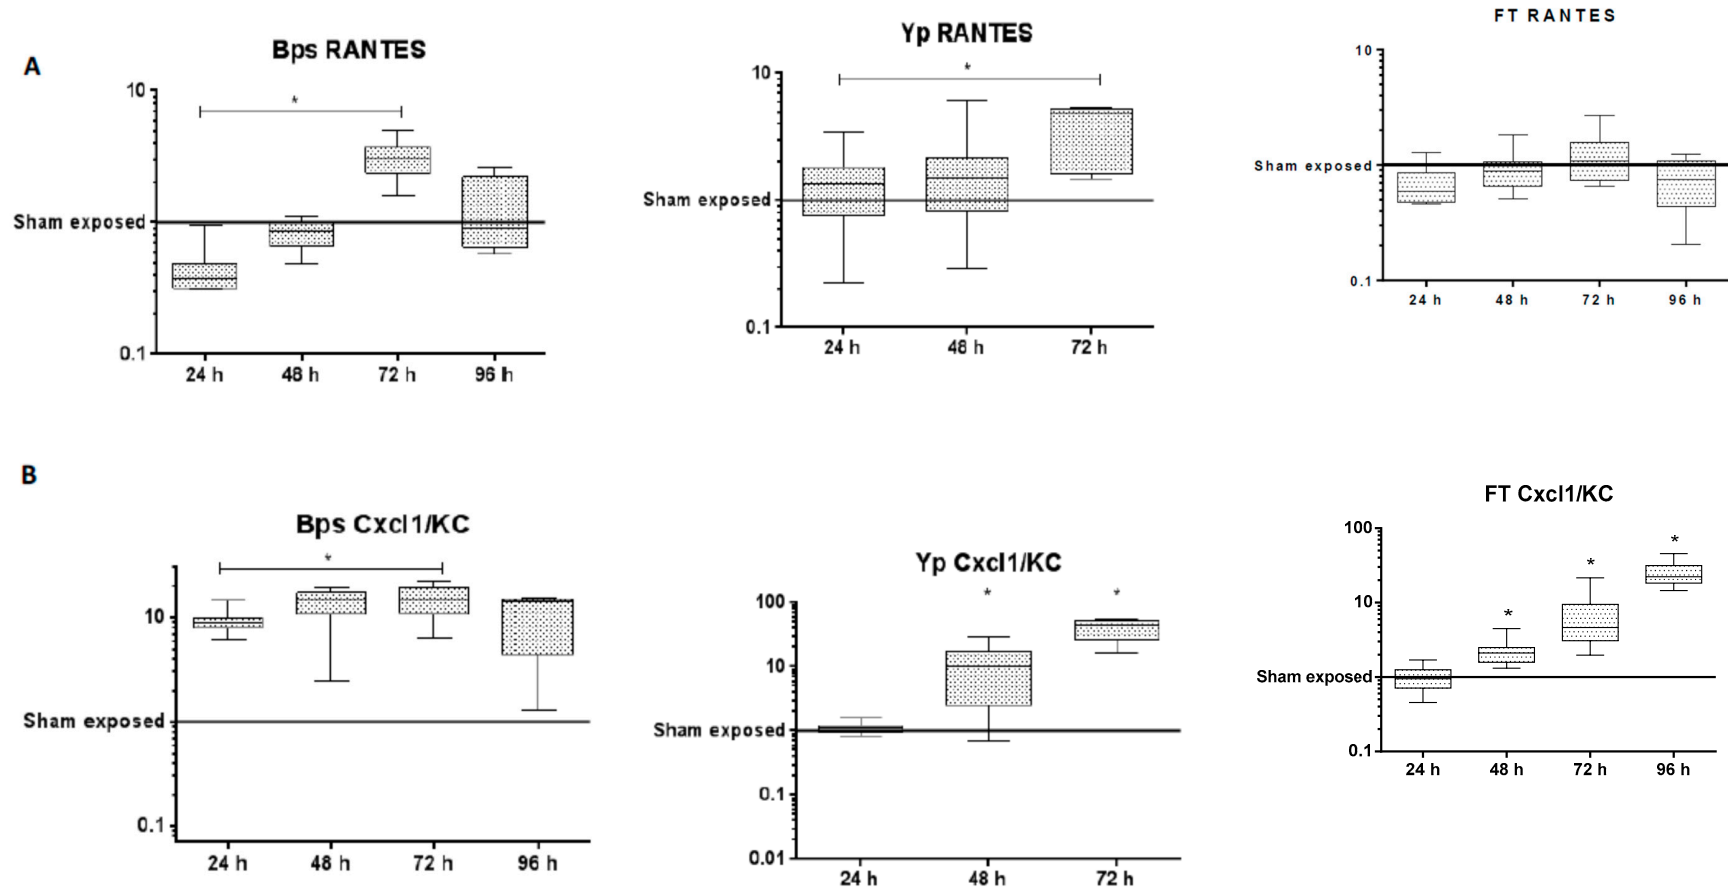 A
Bps RANTES
10
*
Sham exposed
0.1
24 h
48 h
72 h
96 h
Yp RANTES
10
*
Sham exposed
0.1
24 h
48 h
72 h
FT RANTES
10
Sham exposed
0.1
24 h
48 h
72 h
96 h
B
Bps Cxcl1/KC
*
10
Sham exposed
0.1
24 h
48 h
72 h
96 h
Yp Cxcl1/KC
100
*
*
10
Sham exposed
0.1
0.01
24 h
48 h
72 h
FT Cxcl1/KC
100
*
*
*
10
Sham exposed
0.1
24 h
48 h
72 h
96 h